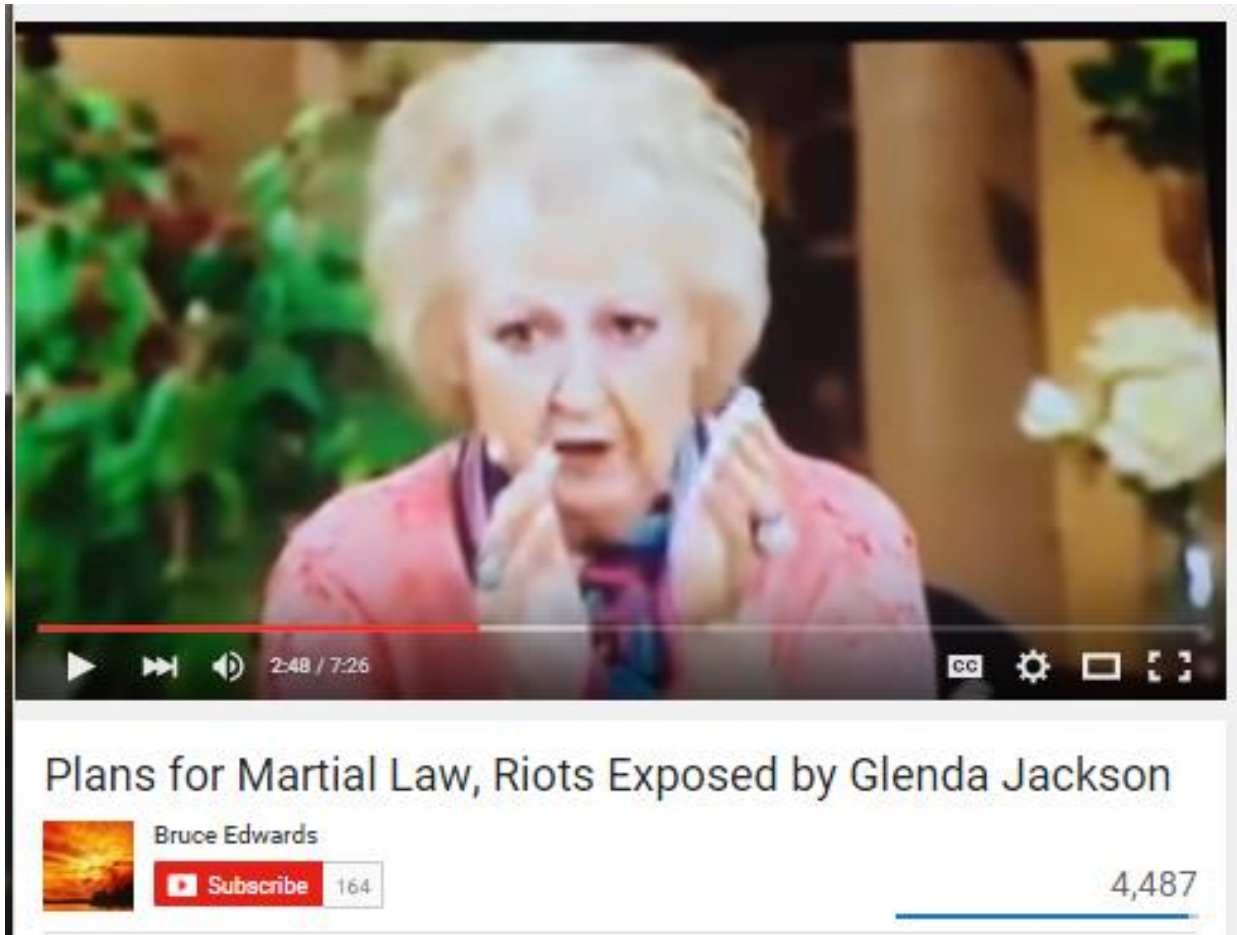 2:48 / 7:26
CC
Plans for Martial Law, Riots Exposed by Glenda Jackson
Bruce Edwards
Subscribe 164
4,487